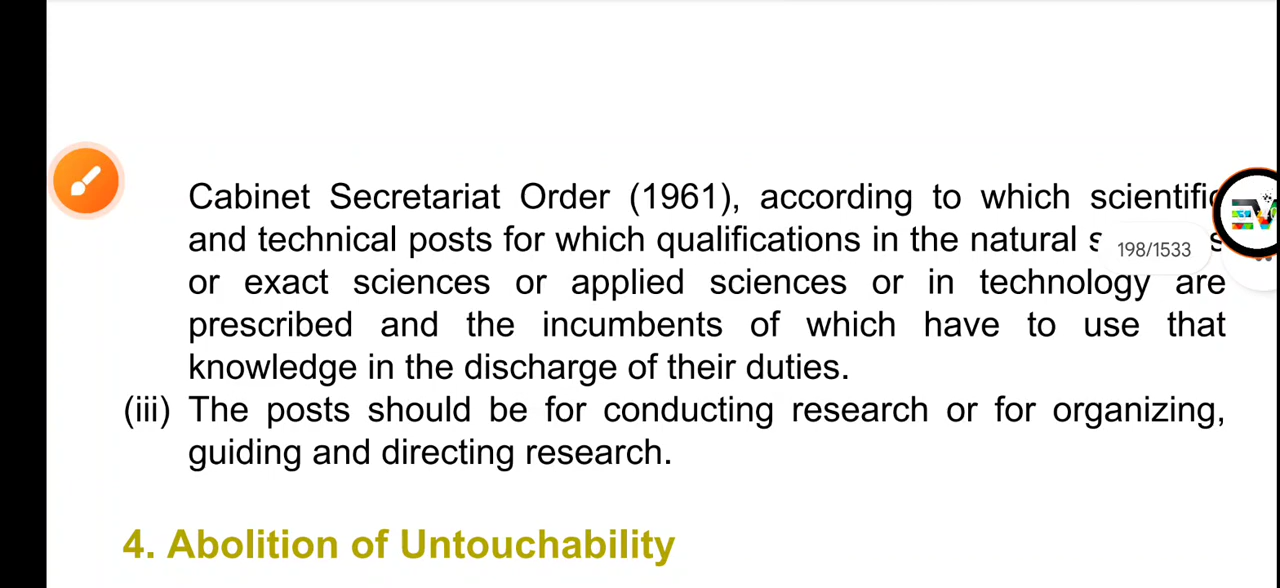 Cabinet Secretariat Order (1961), according to which scientific
and technical posts for which qualifications in the natural s
198/1533
or exact sciences or applied sciences or in technology are
prescribed and the incumbents of which have to use that
knowledge in the discharge of their duties.
(iii) The posts should be for conducting research or for organizing,
guiding and directing research.
4. Abolition of Untouchability